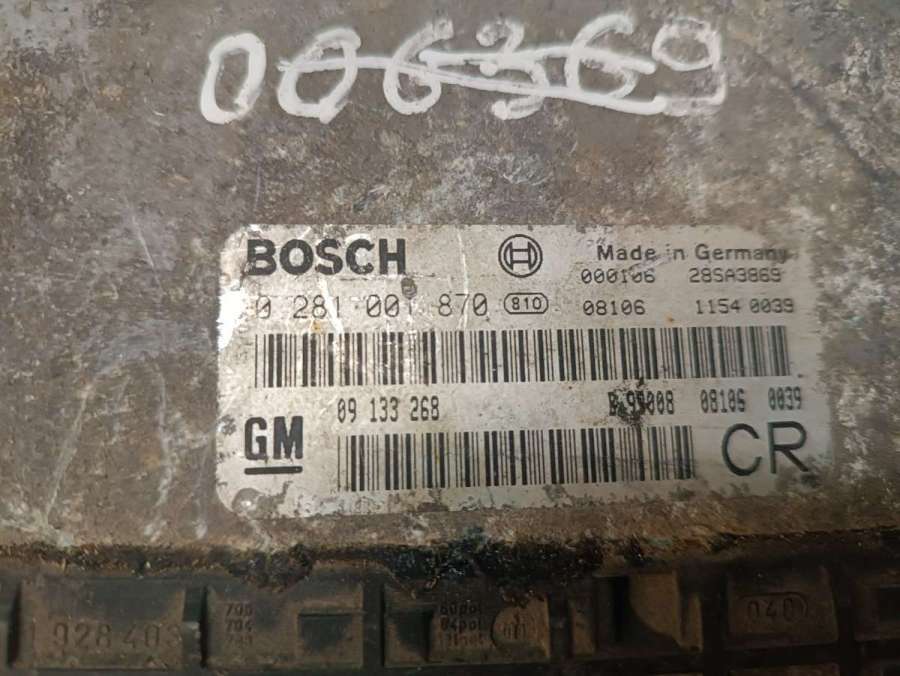 006369
BOSCH Made in Germany
000106 28SA3869
0 281 001 870 810 08106 1154 0039
09 133 268 08106 0039
GM CR
928 403
040